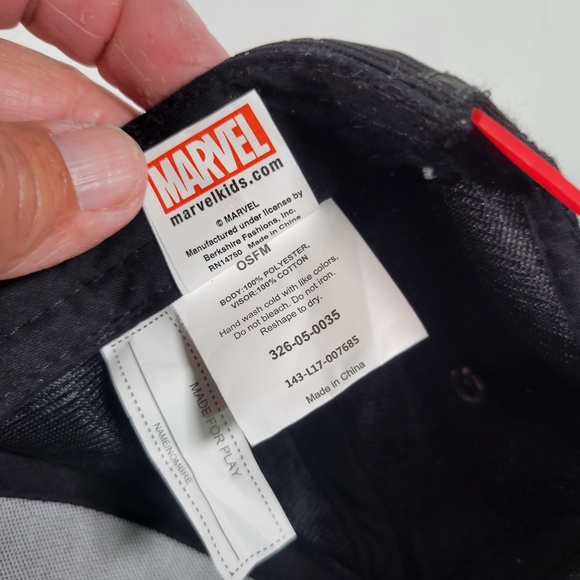 MARVEL
marvelkids.com
© MARVEL
Manufactured under license by
Berkshire Fashions, Inc.
RN14750 Made in China
OSFM
BODY:100% POLYESTER,
VISOR:100% COTTON
Hand wash cold with like colors.
Do not bleach. Do not iron.
Reshape to dry.
326-05-0035
143-L17-007685
Made in China
MADE FOR PLAY
NAME/NOMBRE